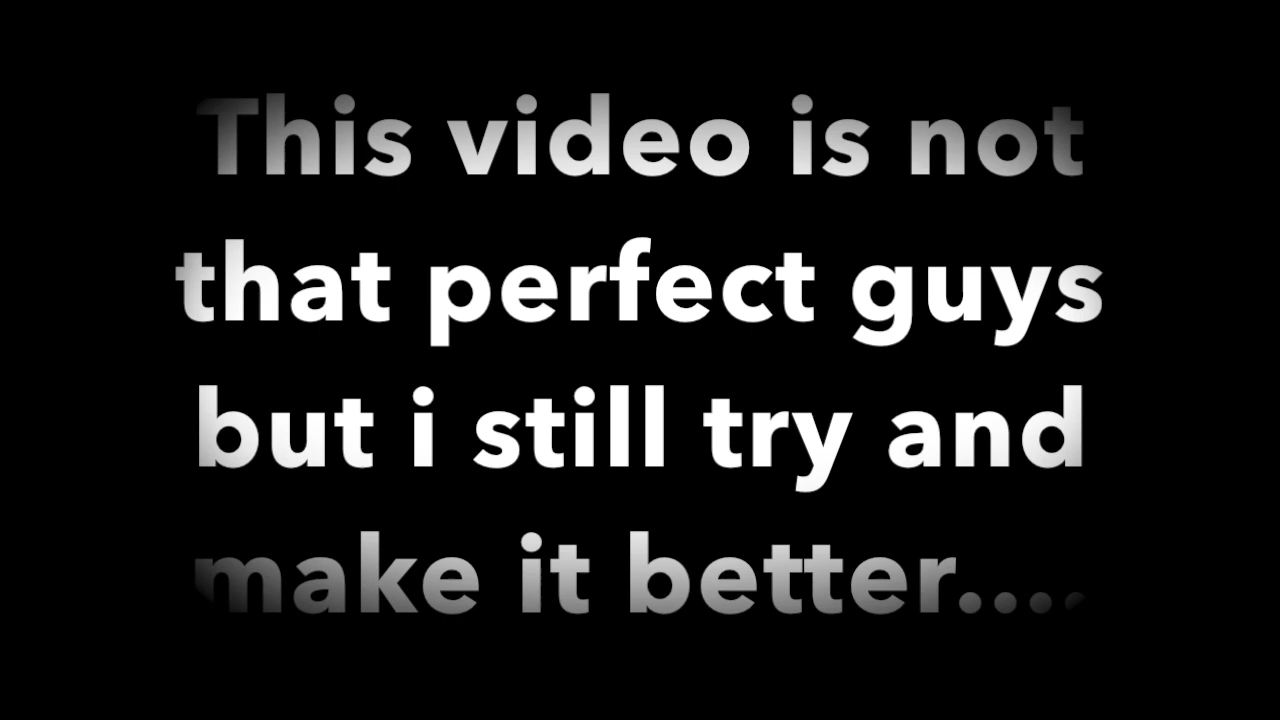 This video is not
that perfect guys
but i still try and
make it better....